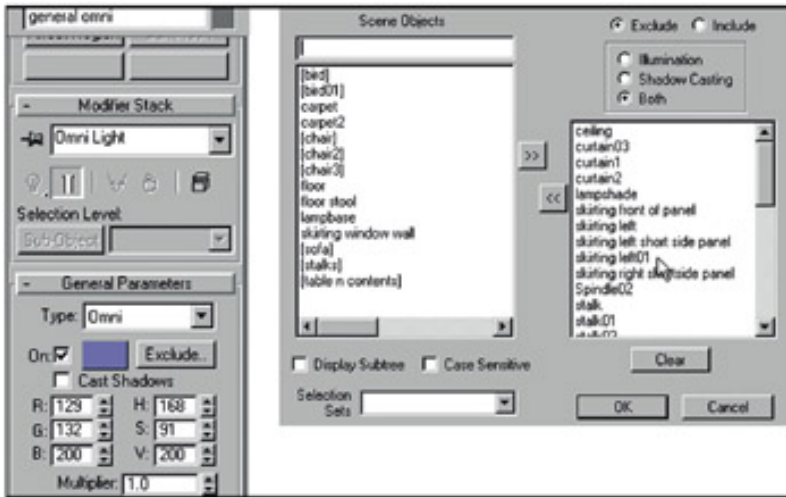 general omni
Modifier Stack
Omni Light
Selection Level:
Sub-Object
General Parameters
Type: Omni
On: Exclude..
Cast Shadows
R: 129 H: 168
G: 132 S: 91
B: 200 V: 200
Multiplier: 1.0
Scene Objects
[bird]
[bird01]
carpet
carpet2
[chair]
[chair2]
[chair3]
floor
floor stool
lampbase
skirting window wall
[sofa]
[stalks]
[table n contents]
Display Subtree Case Sensitive
Selection Sets
>>
<<
Exclude Include
Illumination
Shadow Casting
Both
ceiling
curtain03
curtain1
curtain2
lampshade
skirting front of panel
skirting left
skirting left short side panel
skirting left01
skirting right side panel
Spindle02
stalk
stalk01
Clear
OK Cancel